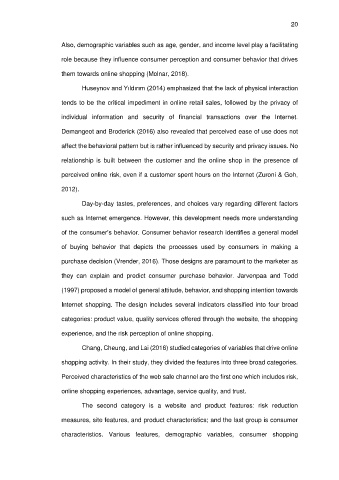 20
Also, demographic variables such as age, gender, and income level play a facilitating
role because they influence consumer perception and consumer behavior that drives
them towards online shopping (Molnar, 2018).
Huseynov and Yıldırım (2014) emphasized that the lack of physical interaction
tends to be the critical impediment in online retail sales, followed by the privacy of
individual information and security of financial transactions over the Internet.
Demangeot and Broderick (2016) also revealed that perceived ease of use does not
affect the behavioral pattern but is rather influenced by security and privacy issues. No
relationship is built between the customer and the online shop in the presence of
perceived online risk, even if a customer spent hours on the Internet (Zuroni & Goh,
2012).
Day-by-day tastes, preferences, and choices vary regarding different factors
such as Internet emergence. However, this development needs more understanding
of the consumer's behavior. Consumer behavior research identifies a general model
of buying behavior that depicts the processes used by consumers in making a
purchase decision (Vrender, 2016). Those designs are paramount to the marketer as
they can explain and predict consumer purchase behavior. Jarvenpaa and Todd
(1997) proposed a model of general attitude, behavior, and shopping intention towards
Internet shopping. The design includes several indicators classified into four broad
categories: product value, quality services offered through the website, the shopping
experience, and the risk perception of online shopping.
Chang, Cheung, and Lai (2016) studied categories of variables that drive online
shopping activity. In their study, they divided the features into three broad categories.
Perceived characteristics of the web sale channel are the first one which includes risk,
online shopping experiences, advantage, service quality, and trust.
The second category is a website and product features: risk reduction
measures, site features, and product characteristics; and the last group is consumer
characteristics. Various features, demographic variables, consumer shopping